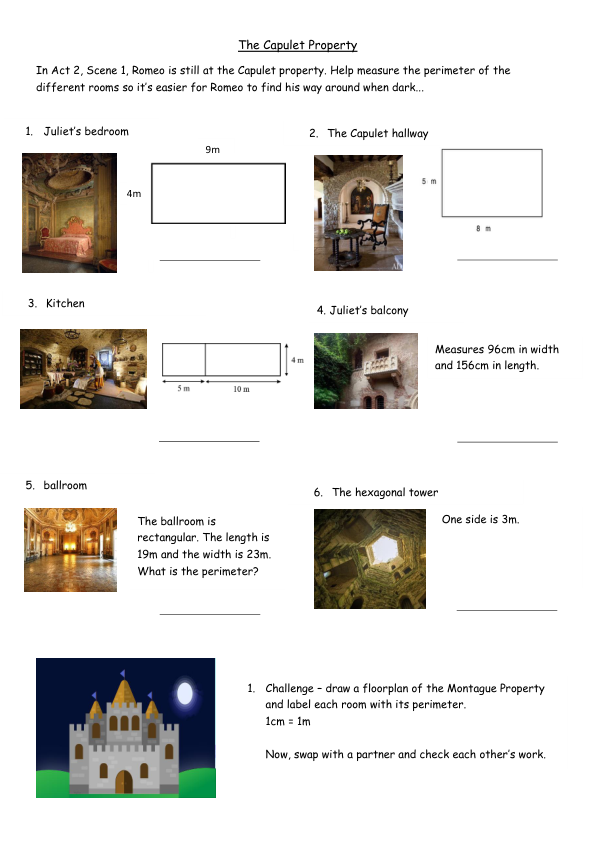 The Capulet Property
In Act 2, Scene 1, Romeo is still at the Capulet property. Help measure the perimeter of the
different rooms so it's easier for Romeo to find his way around when dark...
1. Juliet's bedroom
9m
4m
2. The Capulet hallway
5 m
8 m
3. Kitchen
4 m
5 m
10 m
4. Juliet's balcony
Measures 96cm in width
and 156cm in length.
5. ballroom
The ballroom is
rectangular. The length is
19m and the width is 23m.
What is the perimeter?
6. The hexagonal tower
One side is 3m.
1. Challenge – draw a floorplan of the Montague Property
and label each room with its perimeter.
1cm = 1m
Now, swap with a partner and check each other's work.